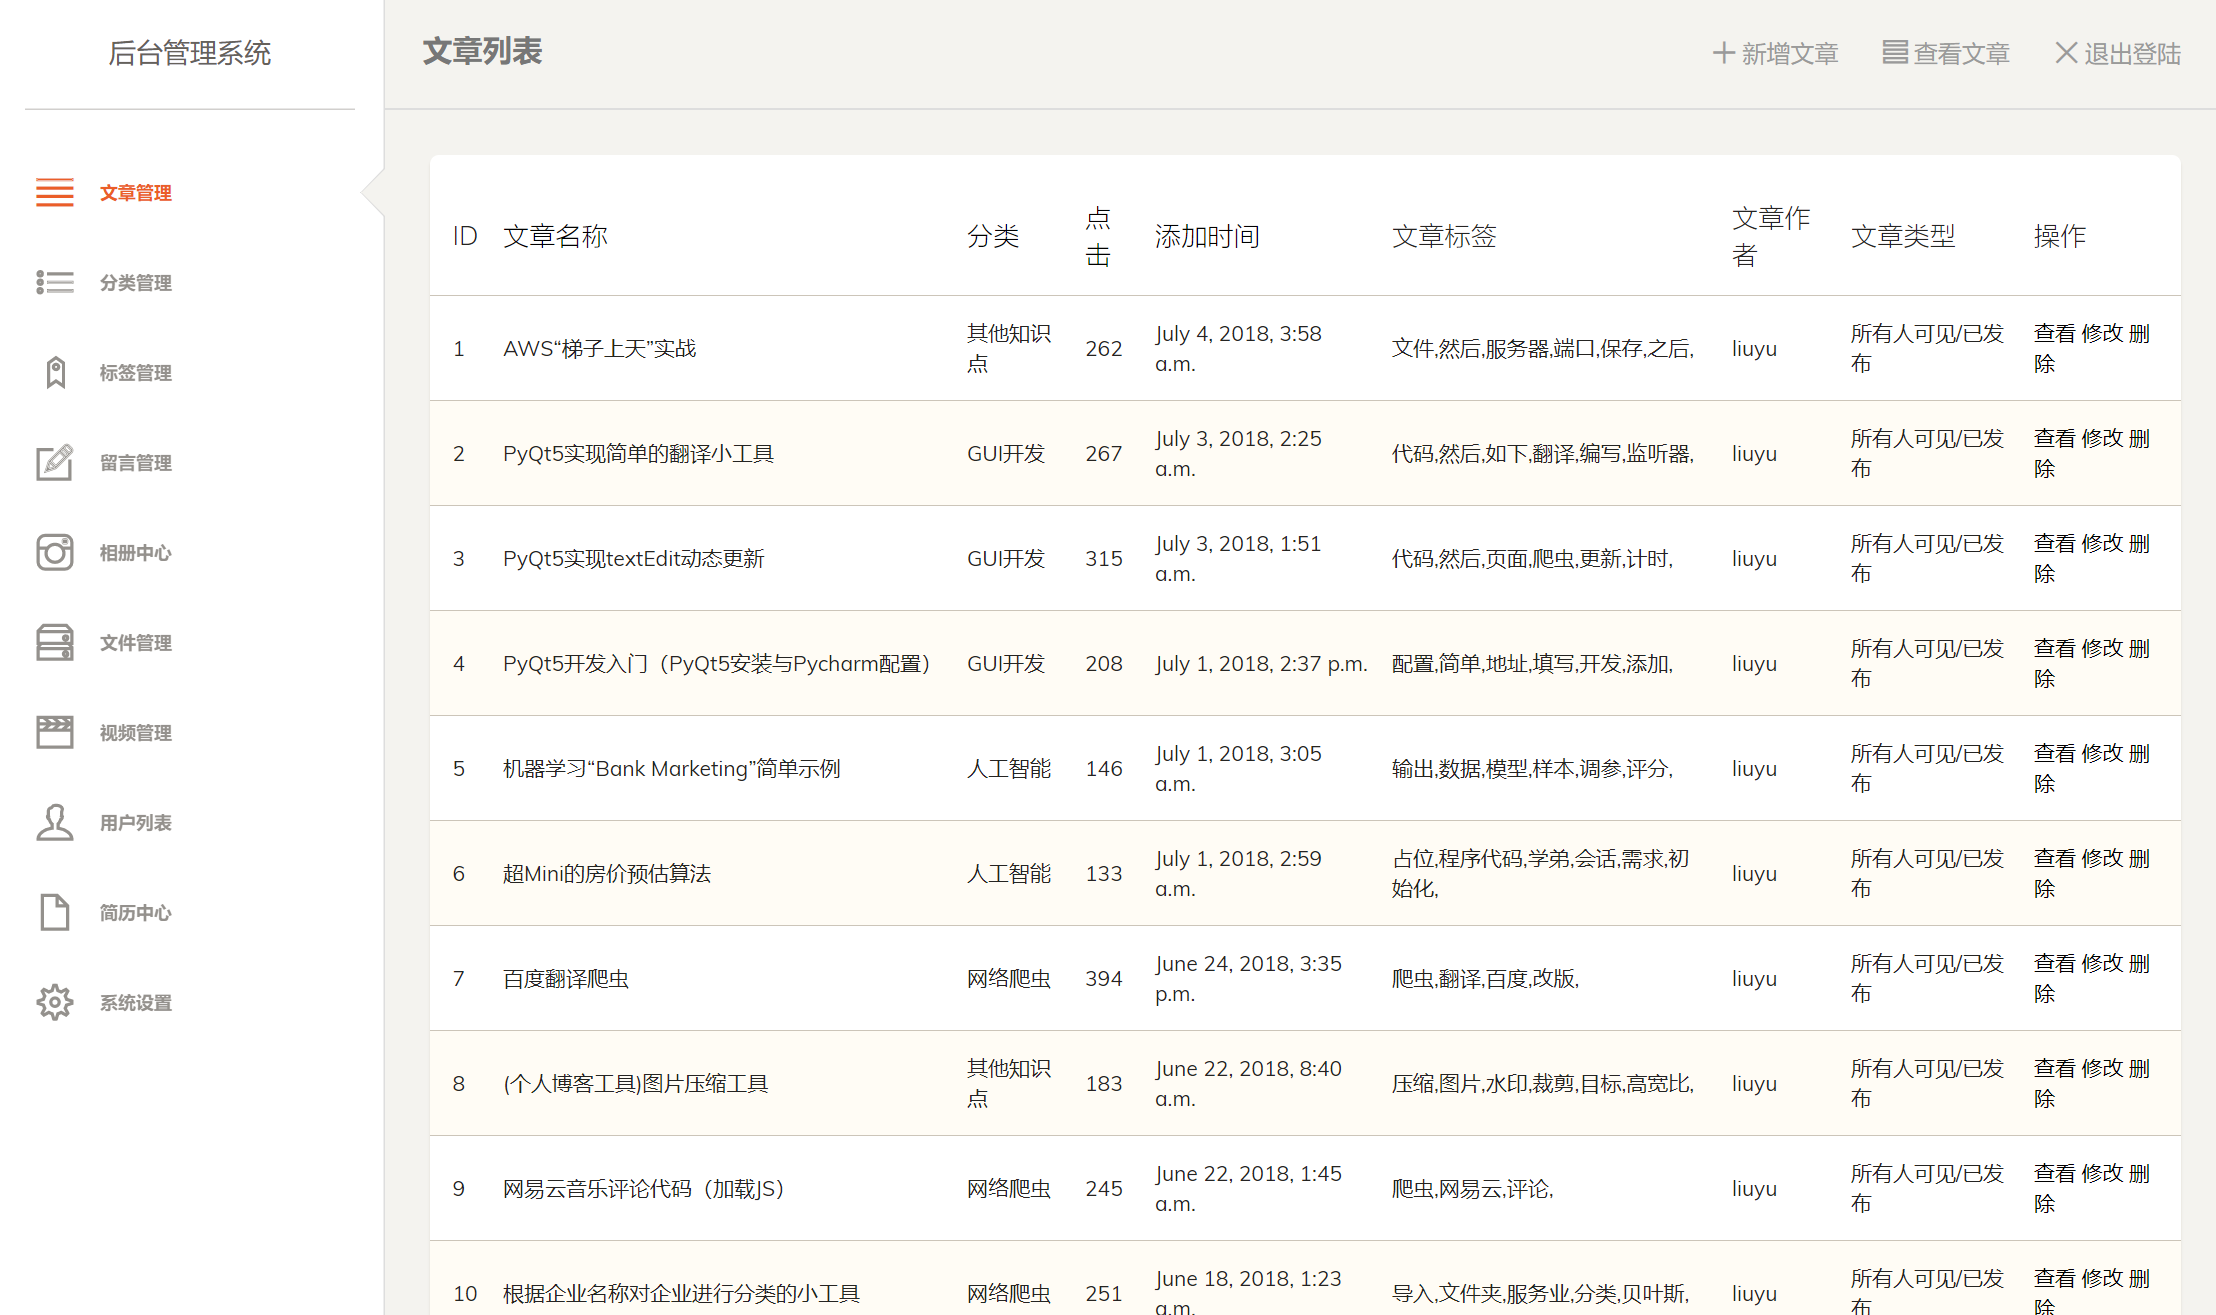 后台管理系统
文章管理
分类管理
标签管理
留言管理
相册中心
文件管理
视频管理
用户列表
简历中心
系统设置
文章列表
新增文章 查看文章 退出登陆
ID 文章名称 分类 点击 添加时间 文章标签 文章作者 文章类型 操作
1 AWS“梯子上天”实战 其他知识点 262 July 4, 2018, 3:58 a.m. 文件,然后,服务器,端口,保存,之后, liuyu 所有人可见/已发布 查看 修改 删除
2 PyQt5实现简单的翻译小工具 GUI开发 267 July 3, 2018, 2:25 a.m. 代码,然后,如下,翻译,编写,监听器, liuyu 所有人可见/已发布 查看 修改 删除
3 PyQt5实现textEdit动态更新 GUI开发 315 July 3, 2018, 1:51 a.m. 代码,然后,页面,爬虫,更新,计时, liuyu 所有人可见/已发布 查看 修改 删除
4 PyQt5开发入门（PyQt5安装与Pycharm配置） GUI开发 208 July 1, 2018, 2:37 p.m. 配置,简单,地址,填写,开发,添加, liuyu 所有人可见/已发布 查看 修改 删除
5 机器学习“Bank Marketing”简单示例 人工智能 146 July 1, 2018, 3:05 a.m. 输出,数据,模型,样本,调参,评分, liuyu 所有人可见/已发布 查看 修改 删除
6 超Mini的房价预估算法 人工智能 133 July 1, 2018, 2:59 a.m. 占位,程序代码,学弟,会话,需求,初始化, liuyu 所有人可见/已发布 查看 修改 删除
7 百度翻译爬虫 网络爬虫 394 June 24, 2018, 3:35 p.m. 爬虫,翻译,百度,改版, liuyu 所有人可见/已发布 查看 修改 删除
8 (个人博客工具)图片压缩工具 其他知识点 183 June 22, 2018, 8:40 a.m. 压缩,图片,水印,裁剪,目标,高宽比, liuyu 所有人可见/已发布 查看 修改 删除
9 网易云音乐评论代码（加载JS） 网络爬虫 245 June 22, 2018, 1:45 a.m. 爬虫,网易云,评论, liuyu 所有人可见/已发布 查看 修改 删除
10 根据企业名称对企业进行分类的小工具 网络爬虫 251 June 18, 2018, 1:23 a.m. 导入,文件夹,服务业,分类,贝叶斯, liuyu 所有人可见/已发布 查看 修改 删除